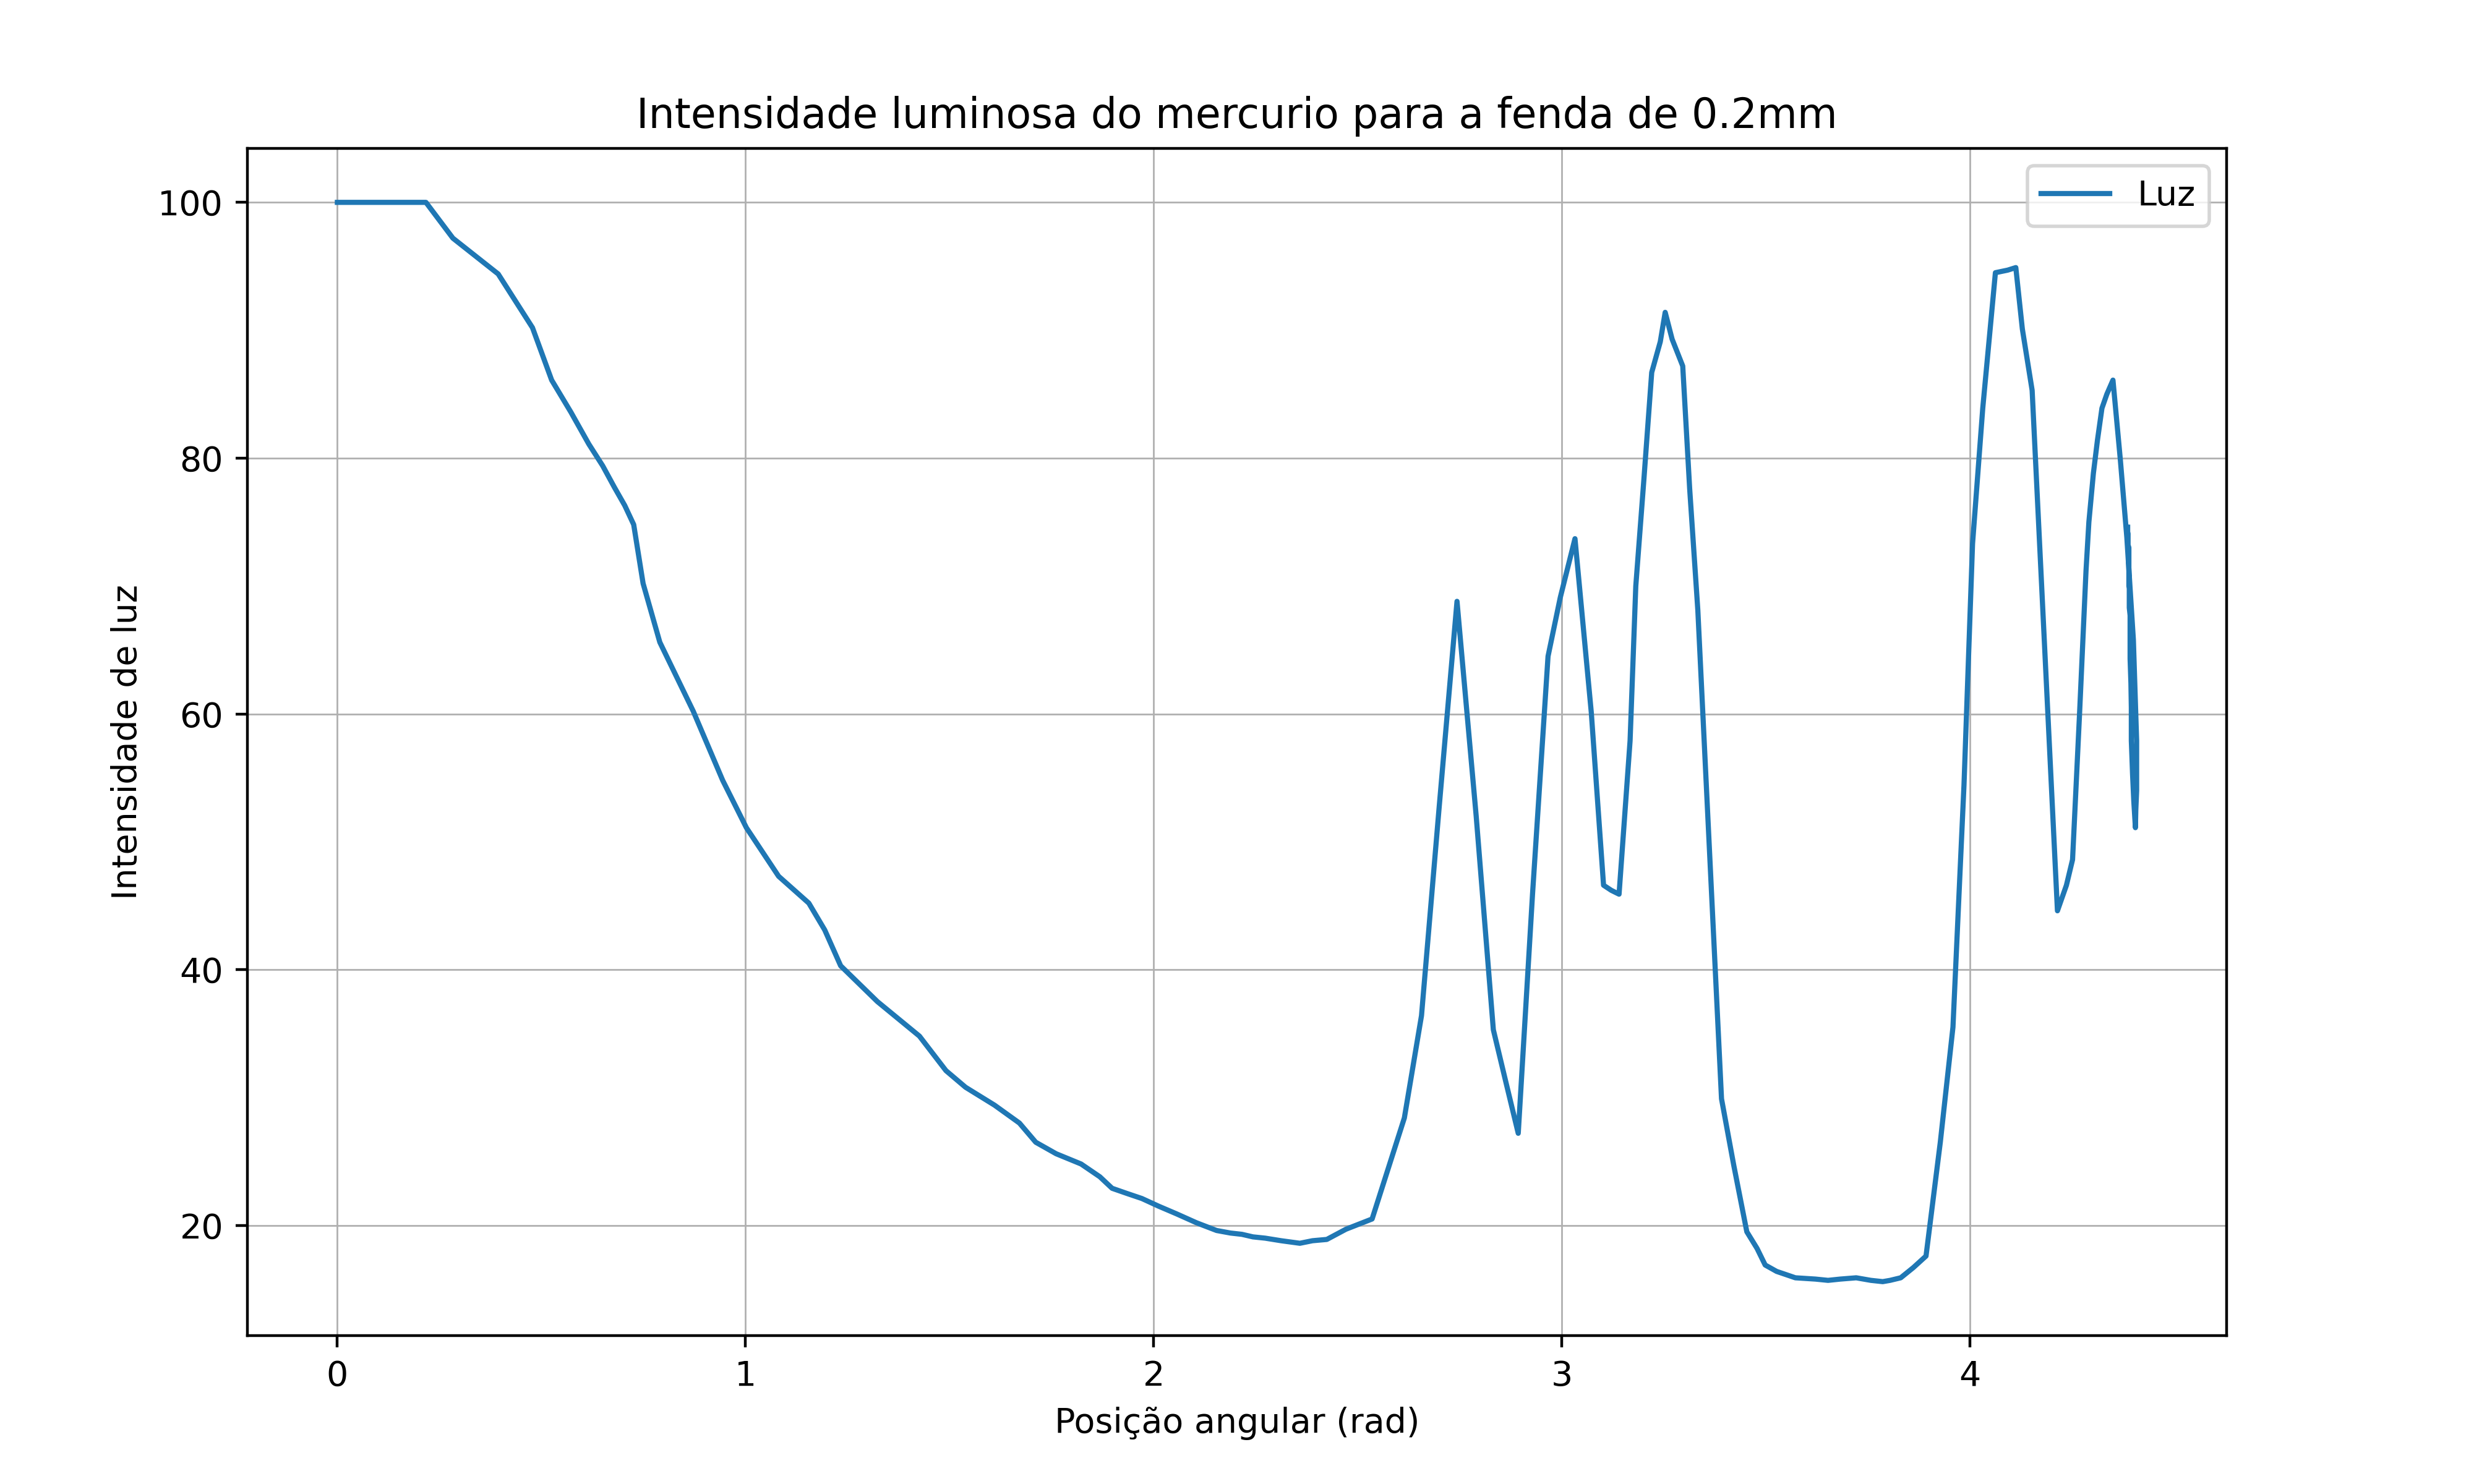 Intensidade luminosa do mercurio para a fenda de 0.2mm
Luz
100
80
60
40
20
Intensidade de luz
0 1 2 3 4
Posição angular (rad)